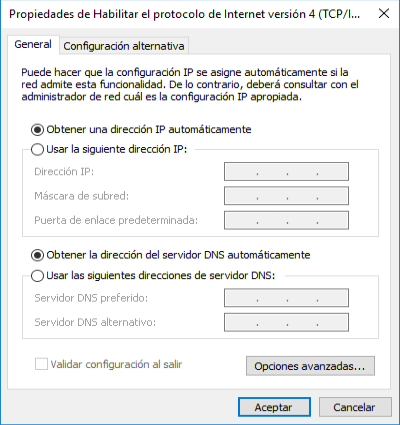 Propiedades de Habilitar el protocolo de Internet versión 4 (TCP/I...
General
Configuración alternativa
Puede hacer que la configuración IP se asigne automáticamente si la
red admite esta funcionalidad. De lo contrario, deberá consultar con el
administrador de red cuál es la configuración IP apropiada.
Obtener una dirección IP automáticamente
Usar la siguiente dirección IP:
Dirección IP:
Máscara de subred:
Puerta de enlace predeterminada:
Obtener la dirección del servidor DNS automáticamente
Usar las siguientes direcciones de servidor DNS:
Servidor DNS preferido:
Servidor DNS alternativo:
Validar configuración al salir
Opciones avanzadas...
Aceptar
Cancelar